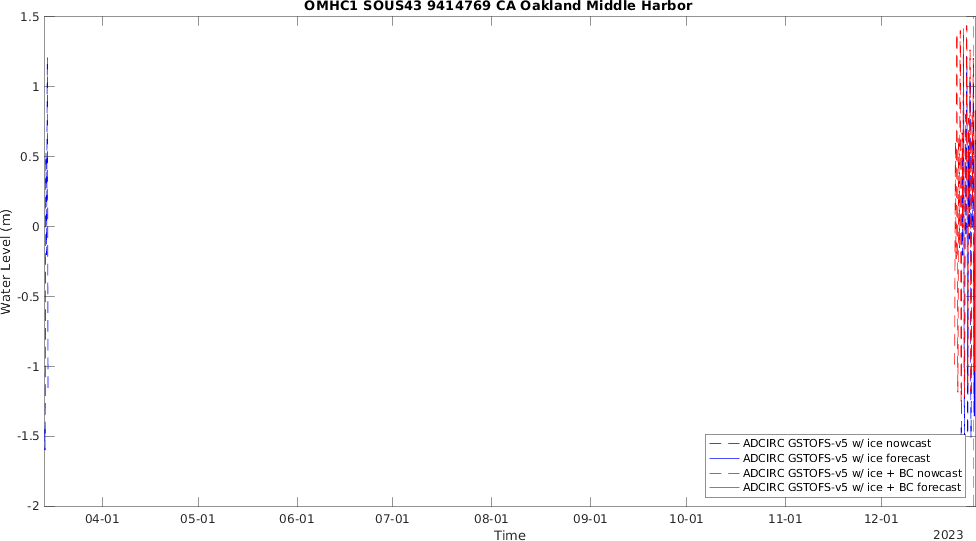 OMHC1 SOUS43 9414769 CA Oakland Middle Harbor
1.5
1
0.5
0
-0.5
-1
-1.5
-2
Water Level (m)
04-01 05-01 06-01 07-01 08-01 09-01 10-01 11-01 12-01
Time
2023
ADCIRC GSTOFS-v5 w/ ice nowcast
ADCIRC GSTOFS-v5 w/ ice forecast
ADCIRC GSTOFS-v5 w/ ice + BC nowcast
ADCIRC GSTOFS-v5 w/ ice + BC forecast